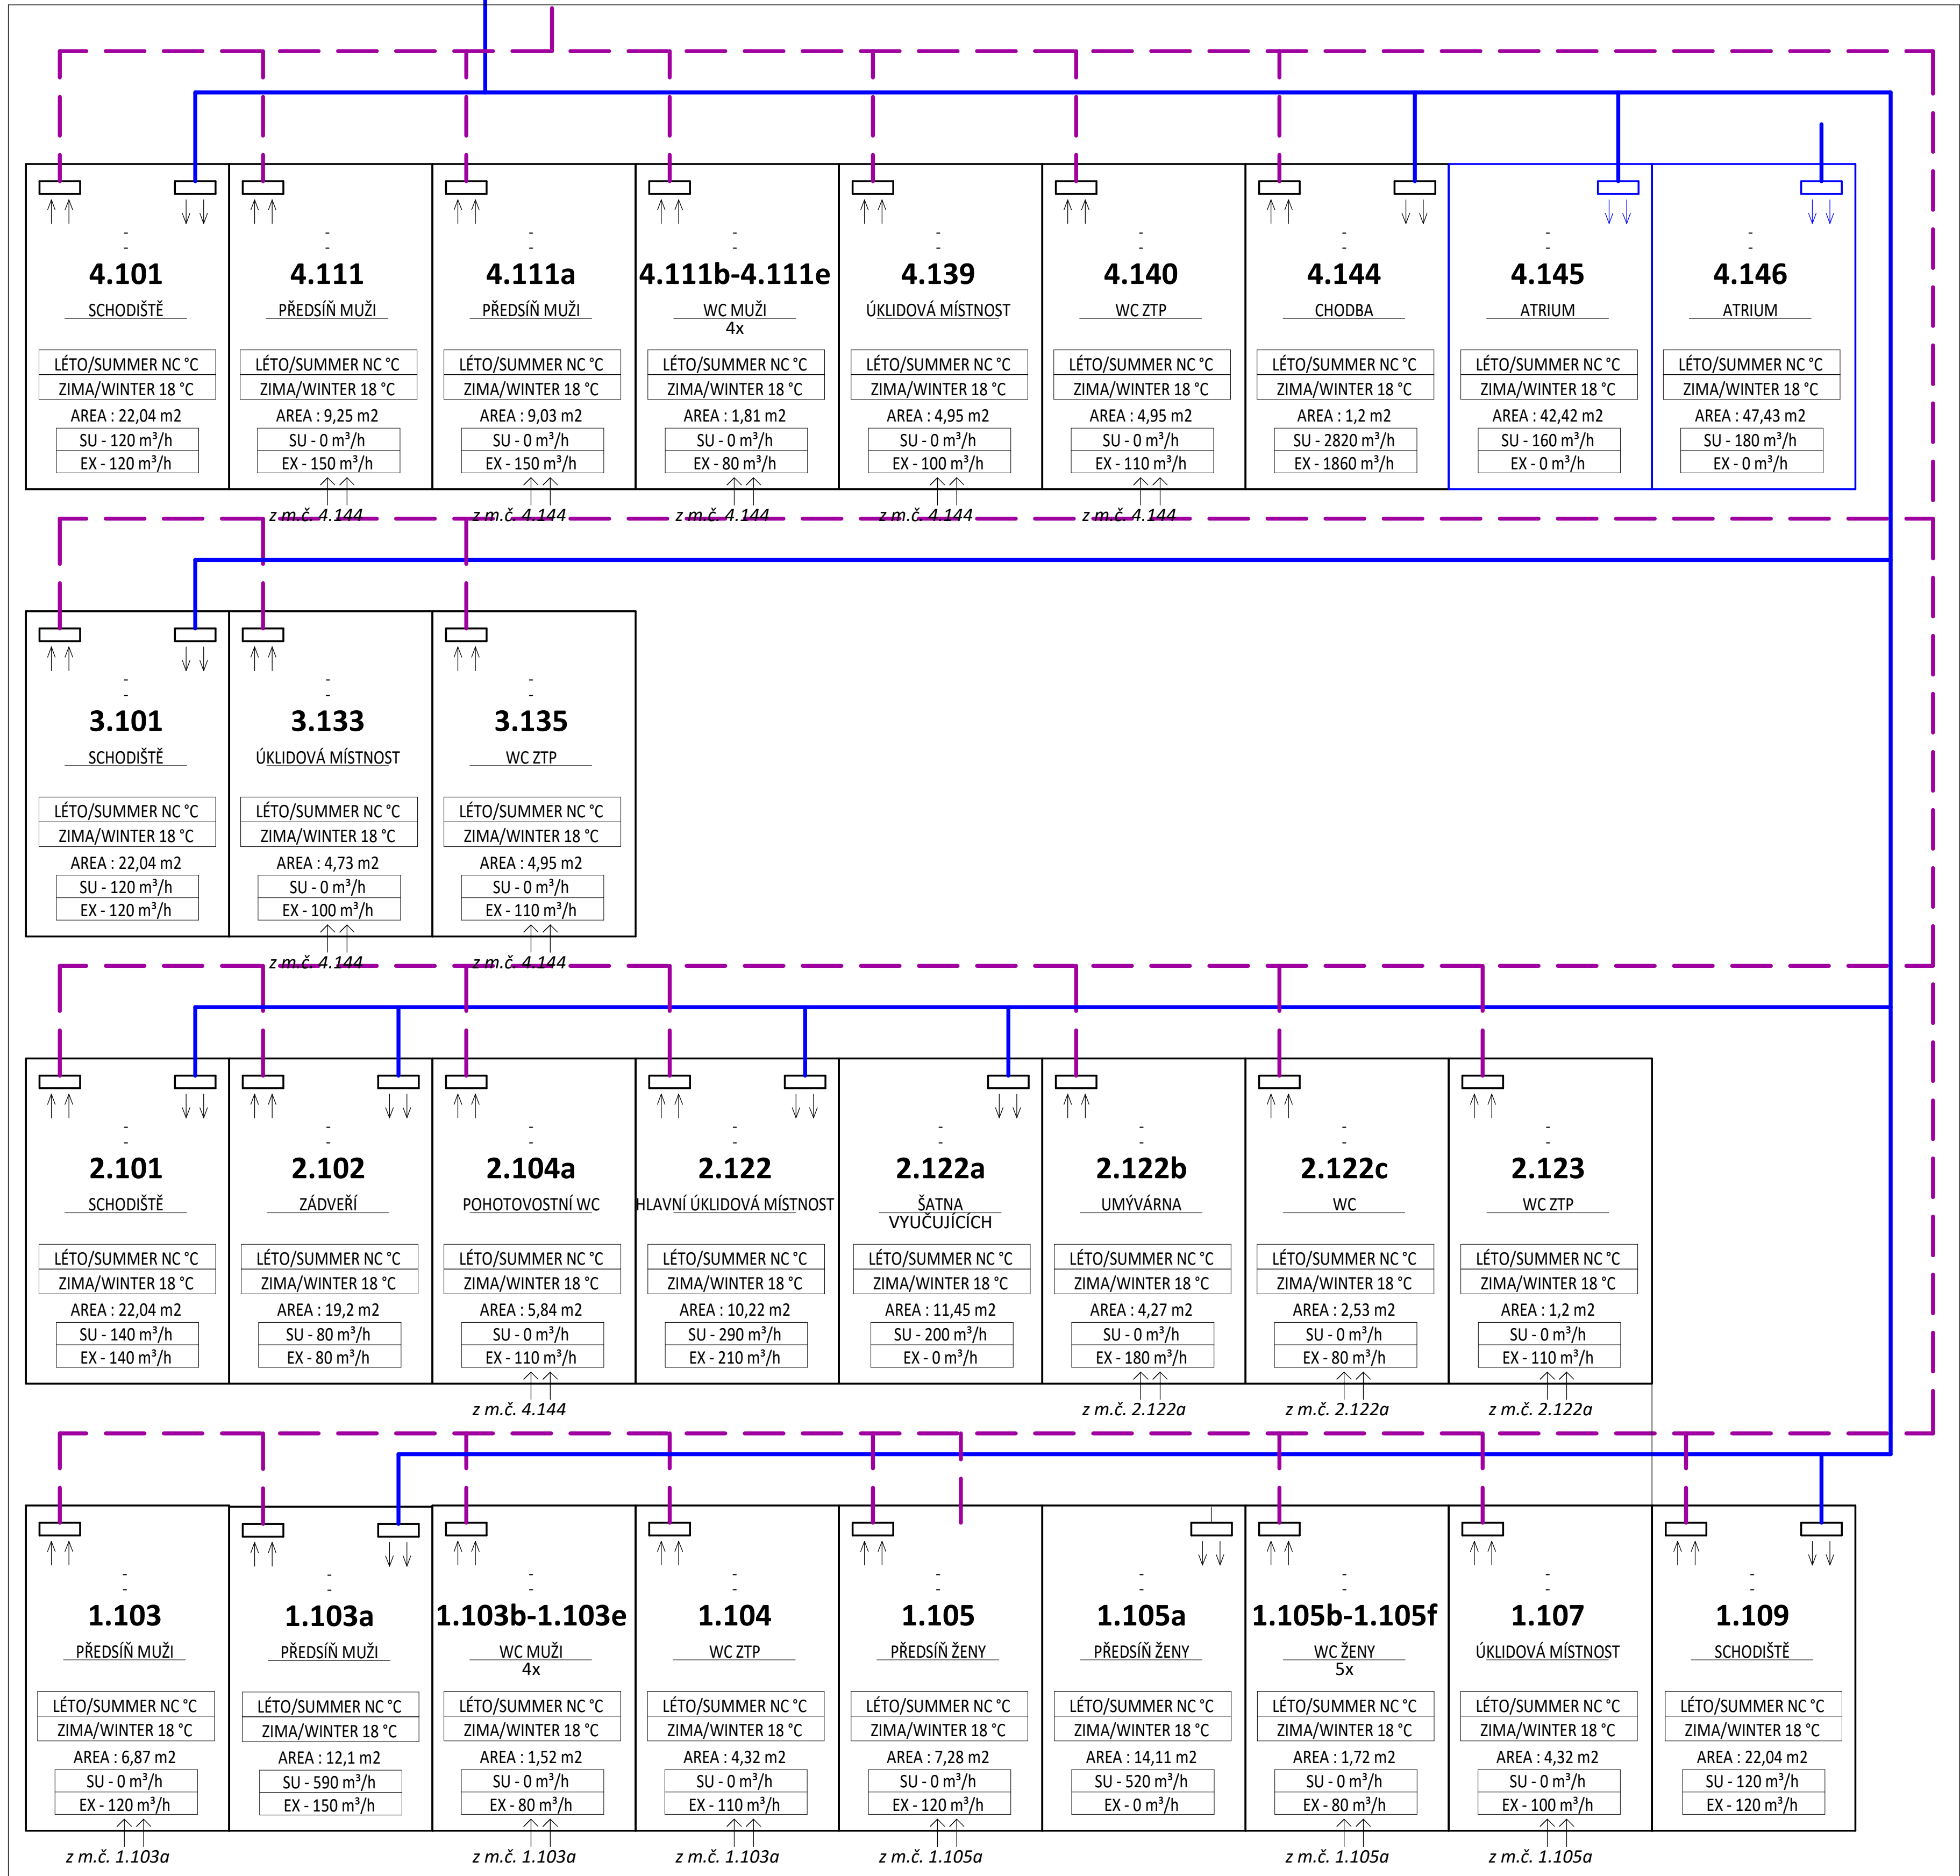 -
-
4.101
SCHODIŠTĚ
LÉTO/SUMMER NC °C
ZIMA/WINTER 18 °C
AREA : 22,04 m2
SU - 120 m³/h
EX - 120 m³/h
-
-
4.111
PŘEDSÍŇ MUŽI
LÉTO/SUMMER NC °C
ZIMA/WINTER 18 °C
AREA : 9,25 m2
SU - 0 m³/h
EX - 150 m³/h
z m.č. 4.144
-
-
4.111a
PŘEDSÍŇ MUŽI
LÉTO/SUMMER NC °C
ZIMA/WINTER 18 °C
AREA : 9,03 m2
SU - 0 m³/h
EX - 150 m³/h
z m.č. 4.144
-
-
4.111b-4.111e
WC MUŽI
4x
LÉTO/SUMMER NC °C
ZIMA/WINTER 18 °C
AREA : 1,81 m2
SU - 0 m³/h
EX - 80 m³/h
z m.č. 4.144
-
-
4.139
ÚKLIDOVÁ MÍSTNOST
LÉTO/SUMMER NC °C
ZIMA/WINTER 18 °C
AREA : 4,95 m2
SU - 0 m³/h
EX - 100 m³/h
z m.č. 4.144
-
-
4.140
WC ZTP
LÉTO/SUMMER NC °C
ZIMA/WINTER 18 °C
AREA : 4,95 m2
SU - 0 m³/h
EX - 110 m³/h
z m.č. 4.144
-
-
4.144
CHODBA
LÉTO/SUMMER NC °C
ZIMA/WINTER 18 °C
AREA : 1,2 m2
SU - 2820 m³/h
EX - 1860 m³/h
-
-
4.145
ATRIUM
LÉTO/SUMMER NC °C
ZIMA/WINTER 18 °C
AREA : 42,42 m2
SU - 160 m³/h
EX - 0 m³/h
-
-
4.146
ATRIUM
LÉTO/SUMMER NC °C
ZIMA/WINTER 18 °C
AREA : 47,43 m2
SU - 180 m³/h
EX - 0 m³/h
-
-
3.101
SCHODIŠTĚ
LÉTO/SUMMER NC °C
ZIMA/WINTER 18 °C
AREA : 22,04 m2
SU - 120 m³/h
EX - 120 m³/h
-
-
3.133
ÚKLIDOVÁ MÍSTNOST
LÉTO/SUMMER NC °C
ZIMA/WINTER 18 °C
AREA : 4,73 m2
SU - 0 m³/h
EX - 100 m³/h
z m.č. 4.144
-
-
3.135
WC ZTP
LÉTO/SUMMER NC °C
ZIMA/WINTER 18 °C
AREA : 4,95 m2
SU - 0 m³/h
EX - 110 m³/h
z m.č. 4.144
-
-
2.101
SCHODIŠTĚ
LÉTO/SUMMER NC °C
ZIMA/WINTER 18 °C
AREA : 22,04 m2
SU - 140 m³/h
EX - 140 m³/h
-
-
2.102
ZÁDVEŘÍ
LÉTO/SUMMER NC °C
ZIMA/WINTER 18 °C
AREA : 19,2 m2
SU - 80 m³/h
EX - 80 m³/h
-
-
2.104a
POHOTOVOSTNÍ WC
LÉTO/SUMMER NC °C
ZIMA/WINTER 18 °C
AREA : 5,84 m2
SU - 0 m³/h
EX - 110 m³/h
z m.č. 4.144
-
-
2.122
HLAVNÍ ÚKLIDOVÁ MÍSTNOST
LÉTO/SUMMER NC °C
ZIMA/WINTER 18 °C
AREA : 10,22 m2
SU - 290 m³/h
EX - 210 m³/h
-
-
2.122a
ŠATNA
VYUČUJÍCÍCH
LÉTO/SUMMER NC °C
ZIMA/WINTER 18 °C
AREA : 11,45 m2
SU - 200 m³/h
EX - 0 m³/h
-
-
2.122b
UMÝVÁRNA
LÉTO/SUMMER NC °C
ZIMA/WINTER 18 °C
AREA : 4,27 m2
SU - 0 m³/h
EX - 180 m³/h
z m.č. 2.122a
-
-
2.122c
WC
LÉTO/SUMMER NC °C
ZIMA/WINTER 18 °C
AREA : 2,53 m2
SU - 0 m³/h
EX - 80 m³/h
z m.č. 2.122a
-
-
2.123
WC ZTP
LÉTO/SUMMER NC °C
ZIMA/WINTER 18 °C
AREA : 1,2 m2
SU - 0 m³/h
EX - 110 m³/h
z m.č. 2.122a
-
-
1.103
PŘEDSÍŇ MUŽI
LÉTO/SUMMER NC °C
ZIMA/WINTER 18 °C
AREA : 6,87 m2
SU - 0 m³/h
EX - 120 m³/h
z m.č. 1.103a
-
-
1.103a
PŘEDSÍŇ MUŽI
LÉTO/SUMMER NC °C
ZIMA/WINTER 18 °C
AREA : 12,1 m2
SU - 590 m³/h
EX - 150 m³/h
-
-
1.103b-1.103e
WC MUŽI
4x
LÉTO/SUMMER NC °C
ZIMA/WINTER 18 °C
AREA : 1,52 m2
SU - 0 m³/h
EX - 80 m³/h
z m.č. 1.103a
-
-
1.104
WC ZTP
LÉTO/SUMMER NC °C
ZIMA/WINTER 18 °C
AREA : 4,32 m2
SU - 0 m³/h
EX - 110 m³/h
z m.č. 1.103a
-
-
1.105
PŘEDSÍŇ ŽENY
LÉTO/SUMMER NC °C
ZIMA/WINTER 18 °C
AREA : 7,28 m2
SU - 0 m³/h
EX - 120 m³/h
z m.č. 1.105a
-
-
1.105a
PŘEDSÍŇ ŽENY
LÉTO/SUMMER NC °C
ZIMA/WINTER 18 °C
AREA : 14,11 m2
SU - 520 m³/h
EX - 0 m³/h
-
-
1.105b-1.105f
WC ŽENY
5x
LÉTO/SUMMER NC °C
ZIMA/WINTER 18 °C
AREA : 1,72 m2
SU - 0 m³/h
EX - 80 m³/h
z m.č. 1.105a
-
-
1.107
ÚKLIDOVÁ MÍSTNOST
LÉTO/SUMMER NC °C
ZIMA/WINTER 18 °C
AREA : 4,32 m2
SU - 0 m³/h
EX - 100 m³/h
z m.č. 1.105a
-
-
1.109
SCHODIŠTĚ
LÉTO/SUMMER NC °C
ZIMA/WINTER 18 °C
AREA : 22,04 m2
SU - 120 m³/h
EX - 120 m³/h